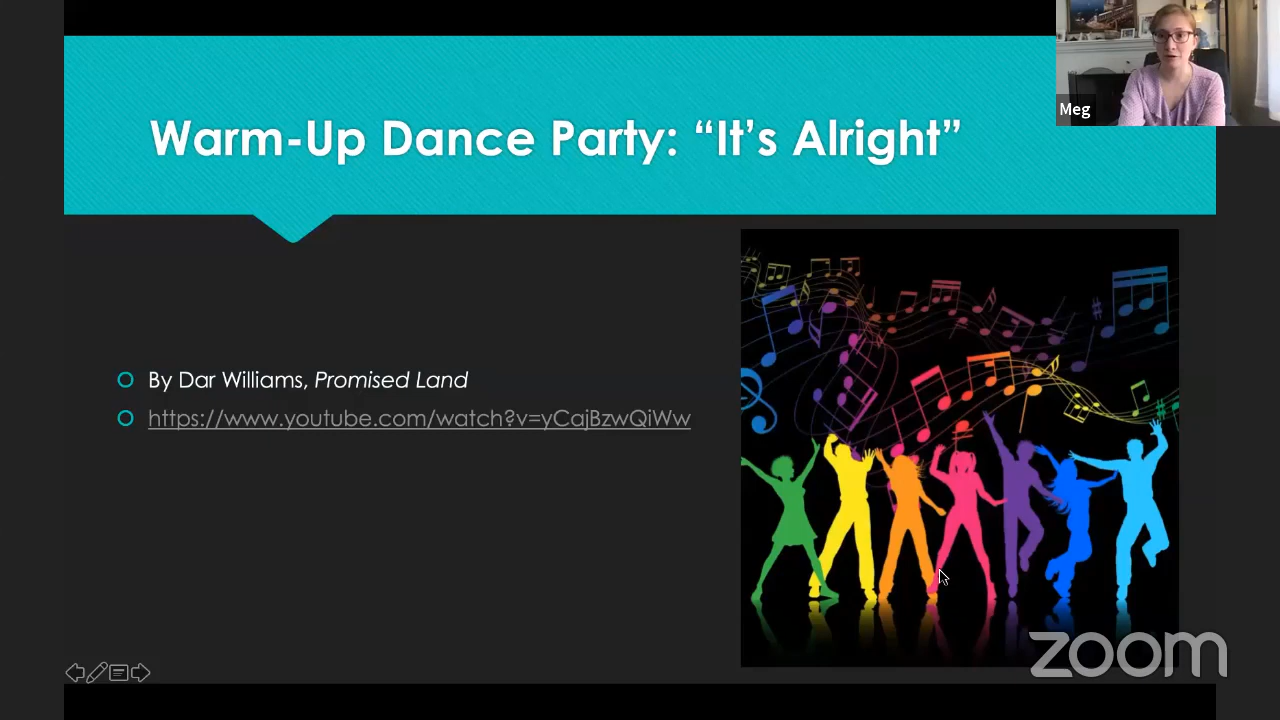 Warm-Up Dance Party: “It’s Alright”
Meg
By Dar Williams, Promised Land
https://www.youtube.com/watch?v=yCajBzwQiWw
zoom